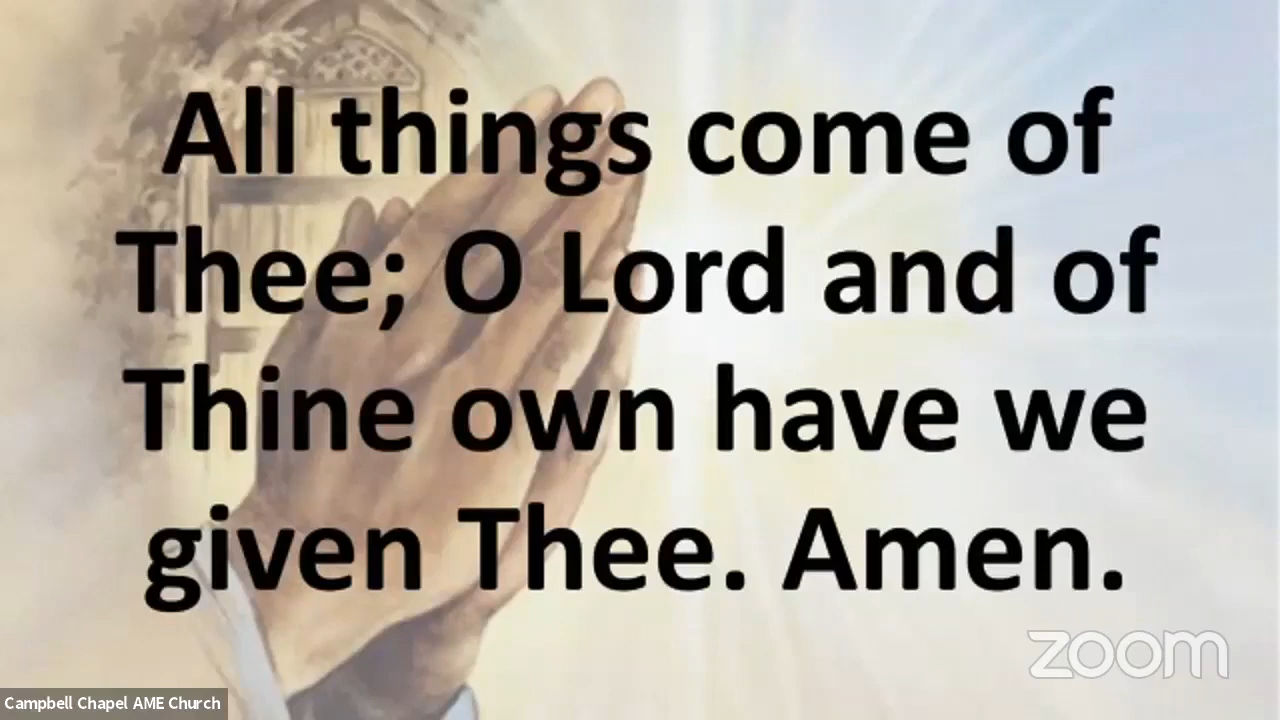 All things come of
Thee; O Lord and of
Thine own have we
given Thee. Amen.
zoom
Campbell Chapel AME Church